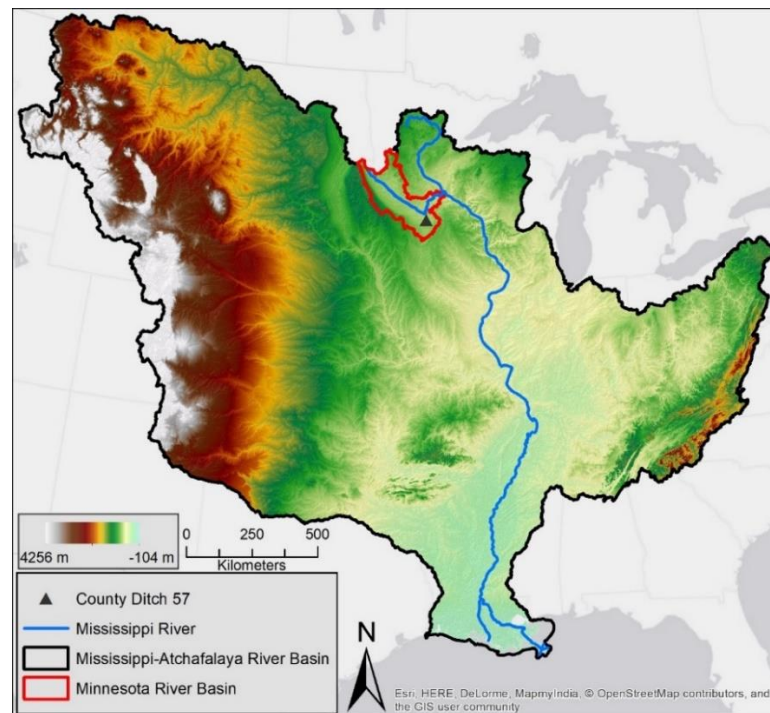 4256 m
-104 m
0
250
500
Kilometers
County Ditch 57
Mississippi River
Mississippi-Atchafalaya River Basin
Minnesota River Basin
N
Esri, HERE, DeLorme, MapmyIndia, © OpenStreetMap contributors, and
the GIS user community